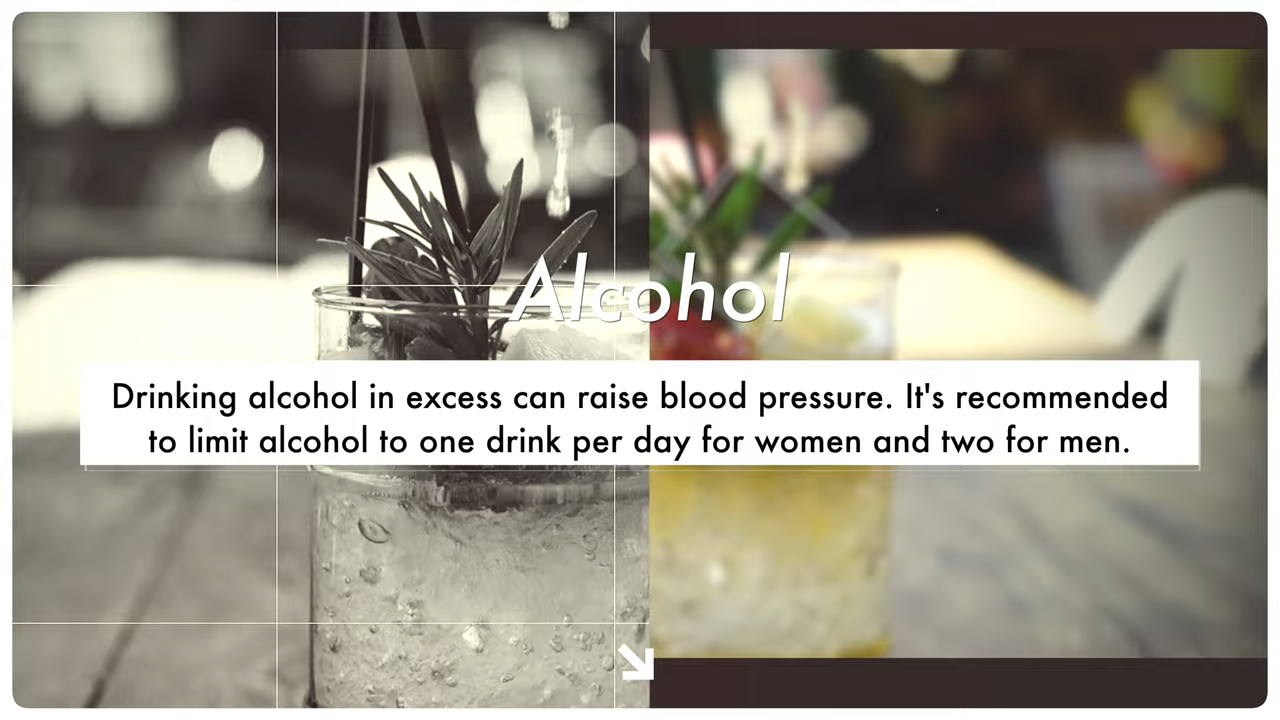 Alcohol
Drinking alcohol in excess can raise blood pressure. It's recommended
to limit alcohol to one drink per day for women and two for men.